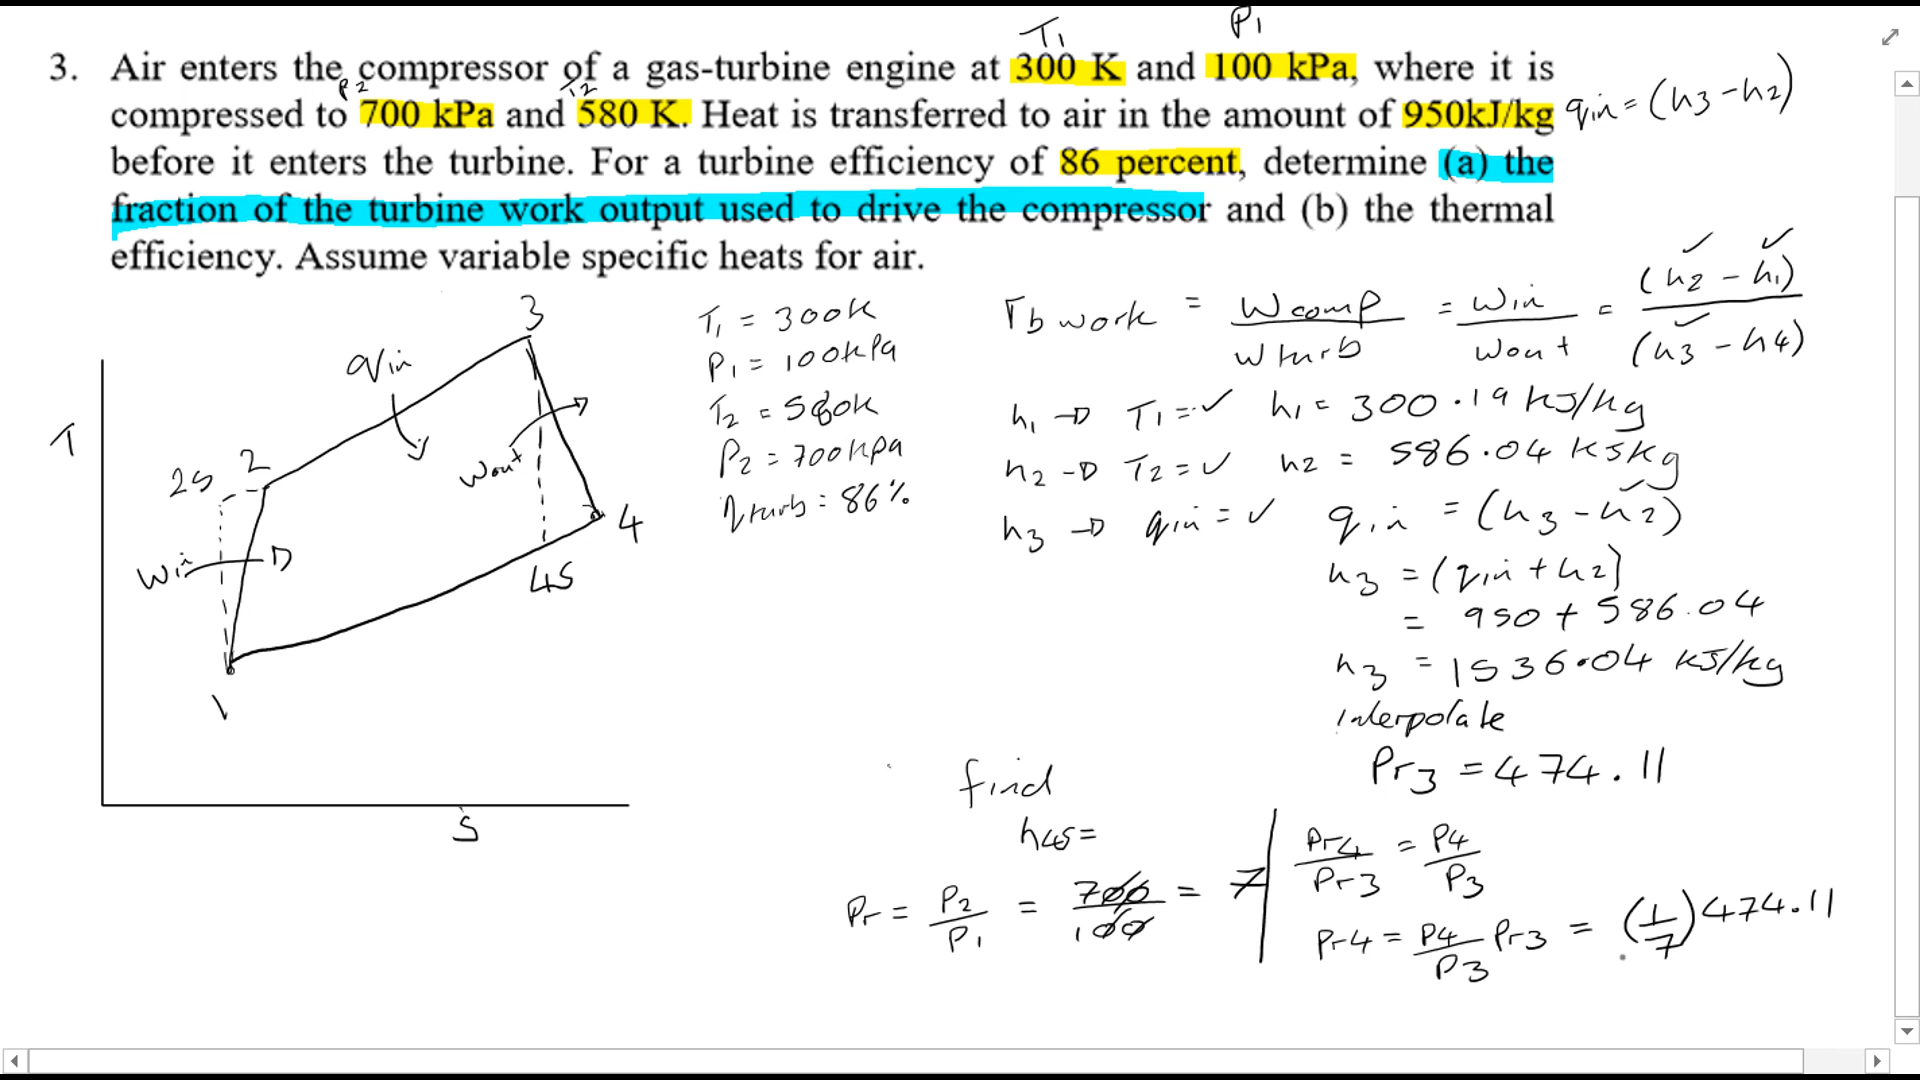 T1
P1
3. Air enters the compressor of a gas-turbine engine at 300 K and 100 kPa, where it is
P2 T2
compressed to 700 kPa and 580 K. Heat is transferred to air in the amount of 950kJ/kg qin = (h3 - h2)
before it enters the turbine. For a turbine efficiency of 86 percent, determine (a) the
fraction of the turbine work output used to drive the compressor and (b) the thermal
efficiency. Assume variable specific heats for air.
T
S
1
2s
2
3
4
4s
qin
Win
Wout
T1 = 300K
P1 = 100kPa
T2 = 580K
P2 = 700kPa
ηturb = 86%
rb work = Wcomp / Wturb = Win / Wout = (h2 - h1) / (h3 - h4)
h1 → T1 = ✓ h1 = 300.19 kJ/kg
h2 → T2 = ✓ h2 = 586.04 kJkg
h3 → qin = ✓ qin = (h3 - h2)
h3 = (qin + h2)
= 950 + 586.04
h3 = 1536.04 kJ/kg
interpolate
Pr3 = 474.11
find
h4s =
Pr = P2 / P1 = 700 / 100 = 7
Pr4 / Pr3 = P4 / P3
Pr4 = P4 / P3 Pr3 = (1/7) 474.11